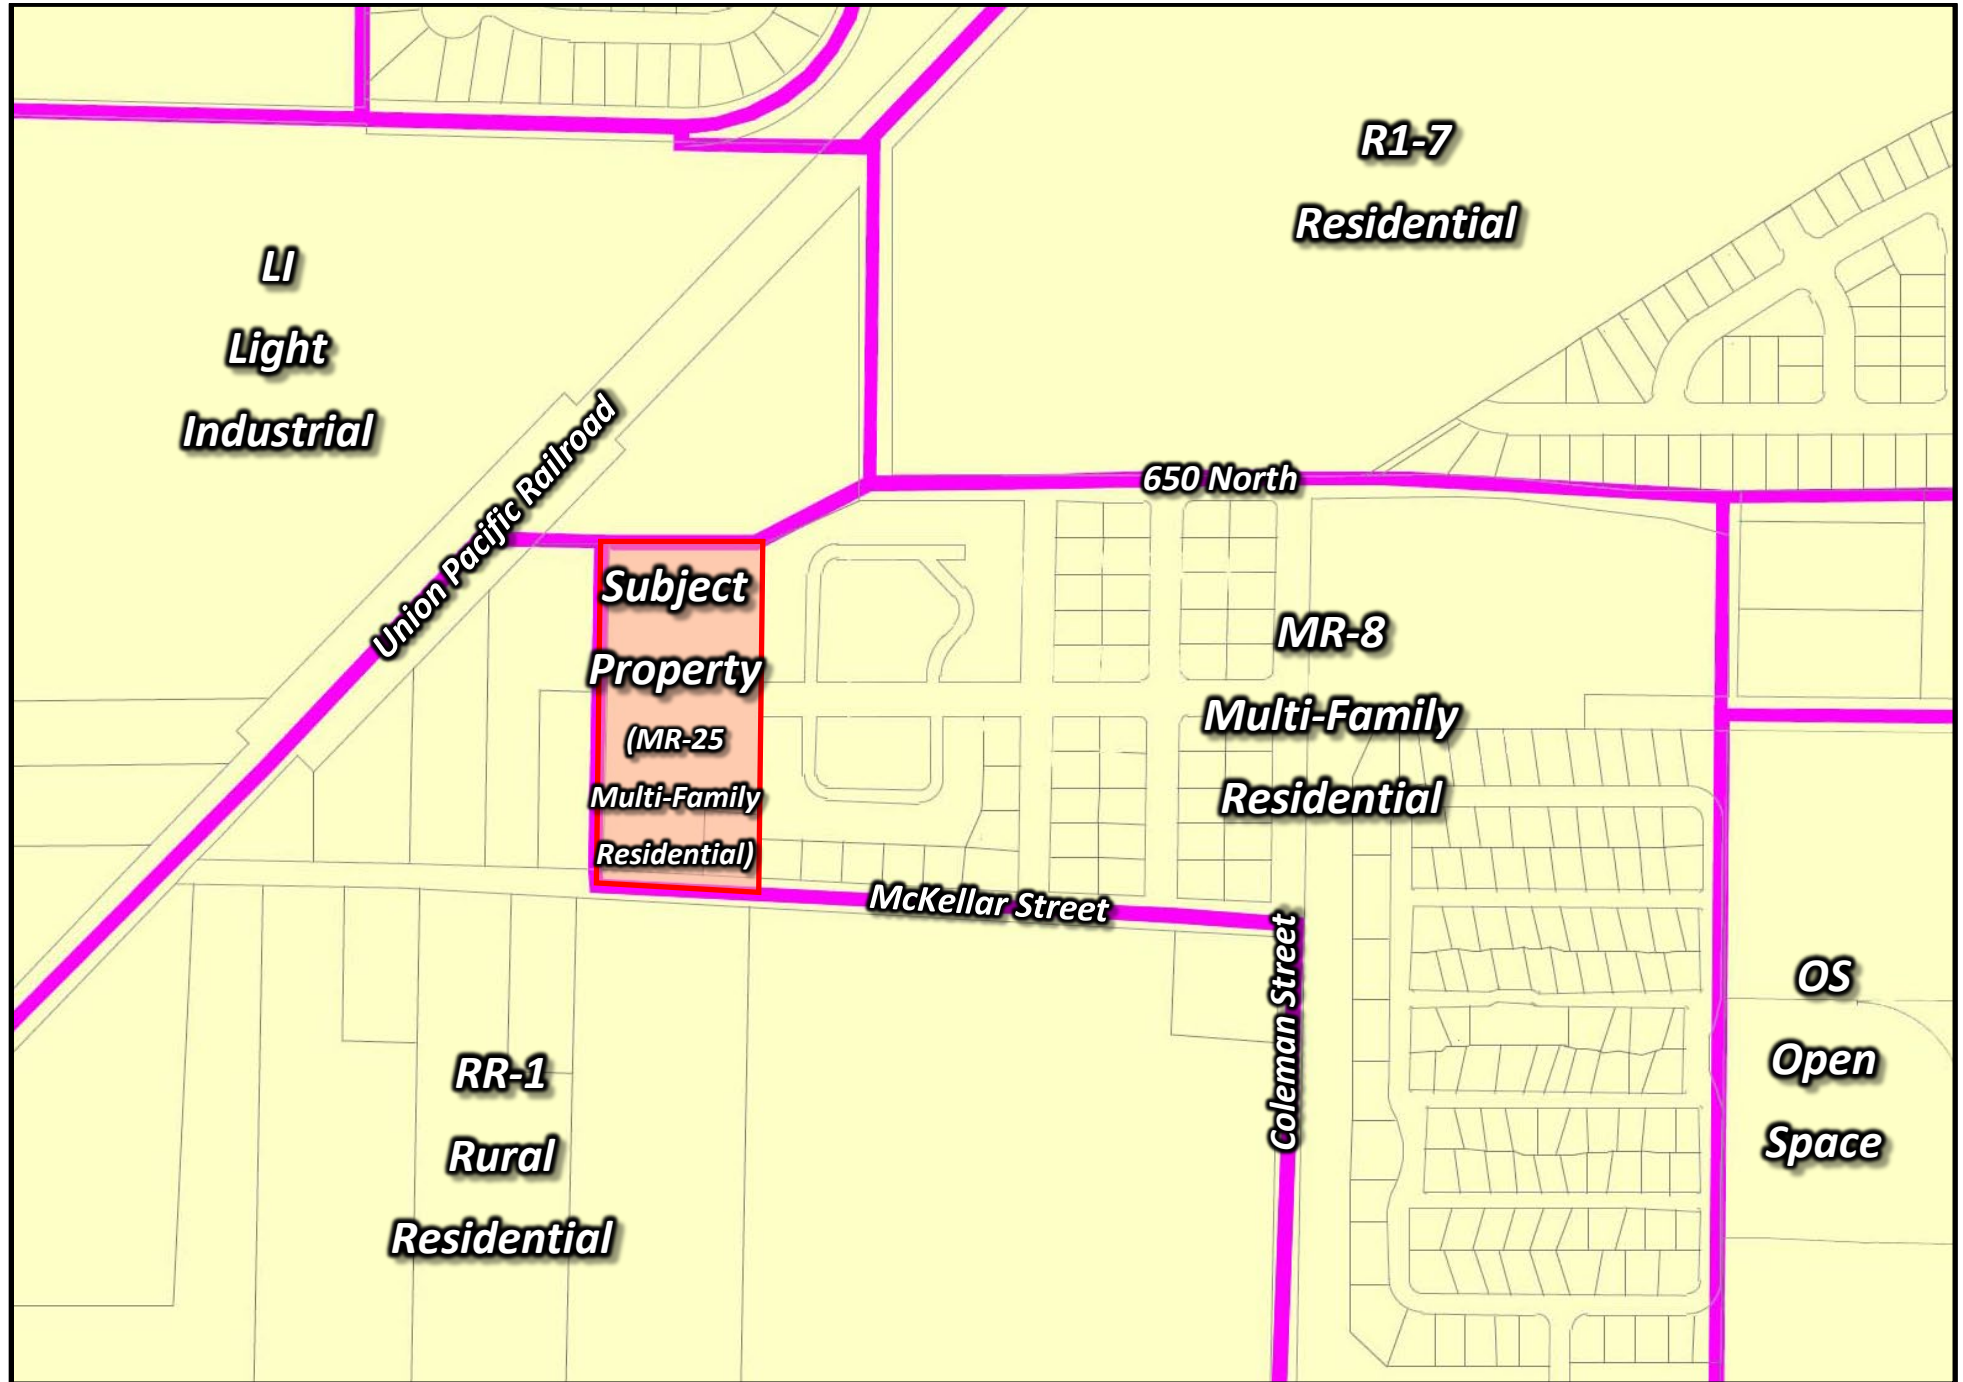 R1-7
Residential
LI
Light
Industrial
Union Pacific Railroad
650 North
Subject
Property
(MR-25
Multi-Family
Residential)
MR-8
Multi-Family
Residential
McKellar Street
Coleman Street
OS
Open
Space
RR-1
Rural
Residential